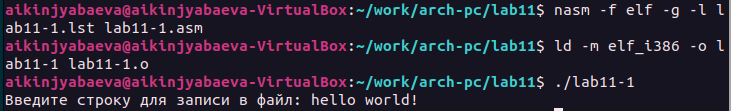 aikinjyabaeva@aikinjyabaeva-VirtualBox:~/work/arch-pc/lab11$ nasm -f elf -g -l l
ab11-1.lst lab11-1.asm
aikinjyabaeva@aikinjyabaeva-VirtualBox:~/work/arch-pc/lab11$ ld -m elf_i386 -o l
ab11-1 lab11-1.o
aikinjyabaeva@aikinjyabaeva-VirtualBox:~/work/arch-pc/lab11$ ./lab11-1
Введите строку для записи в файл: hello world!